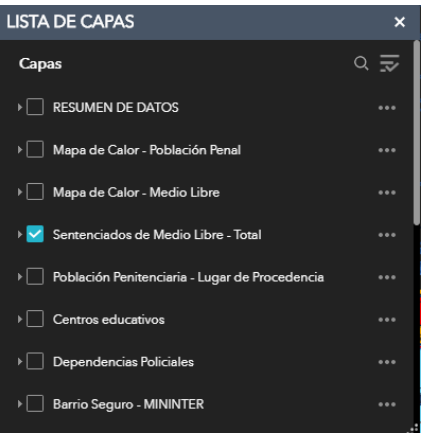 LISTA DE CAPAS
Capas
RESUMEN DE DATOS
Mapa de Calor - Población Penal
Mapa de Calor - Medio Libre
Sentenciados de Medio Libre - Total
Población Penitenciaria - Lugar de Procedencia
Centros educativos
Dependencias Policiales
Barrio Seguro - MININTER